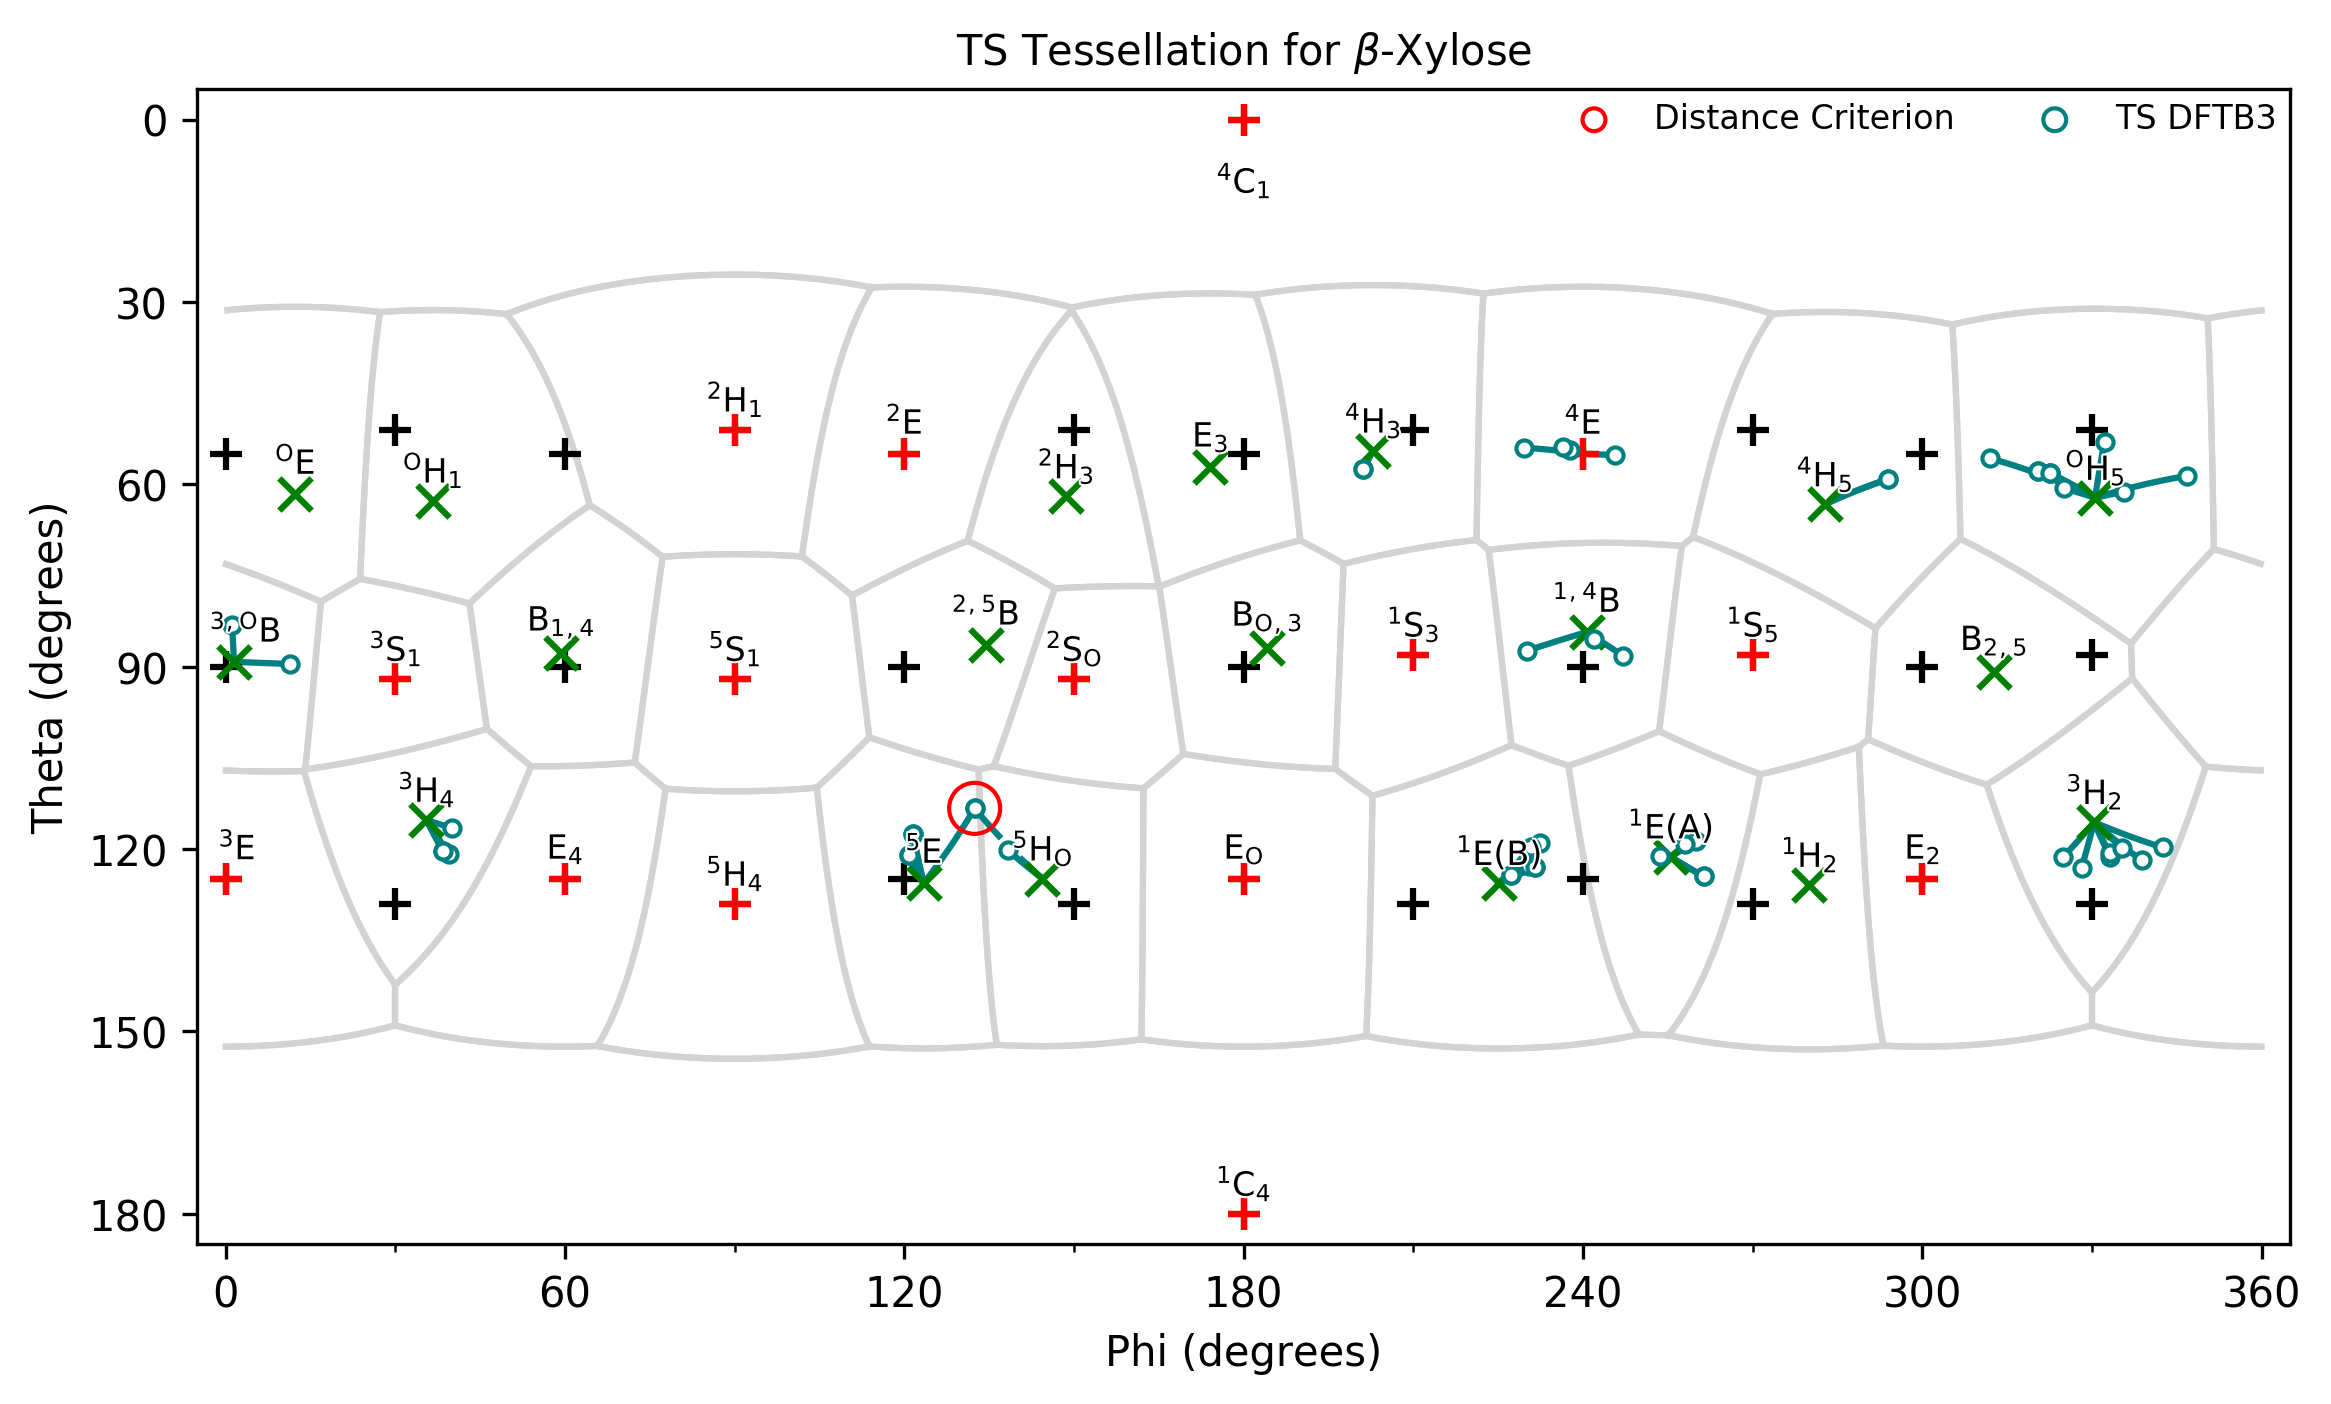 TS Tessellation for β-Xylose
Distance Criterion
TS DFTB3
⁴C₁
²H₁
²E
⁴H₃
⁴E
E₃
ᴼE
ᴼH₁
²H₃
⁴H₅
ᴼH₅
³,ᴼB
³S₁
B₁,₄
⁵S₁
²,⁵B
²Sₒ
Bₒ,₃
¹S₃
¹,⁴B
¹S₅
B₂,₅
³H₄
³H₂
³E
E₄
⁵H₄
⁵E
⁵Hₒ
Eₒ
¹E(B)
¹E(A)
¹H₂
E₂
¹C₄
0
30
60
90
120
150
180
Theta (degrees)
0 60 120 180 240 300 360
Phi (degrees)